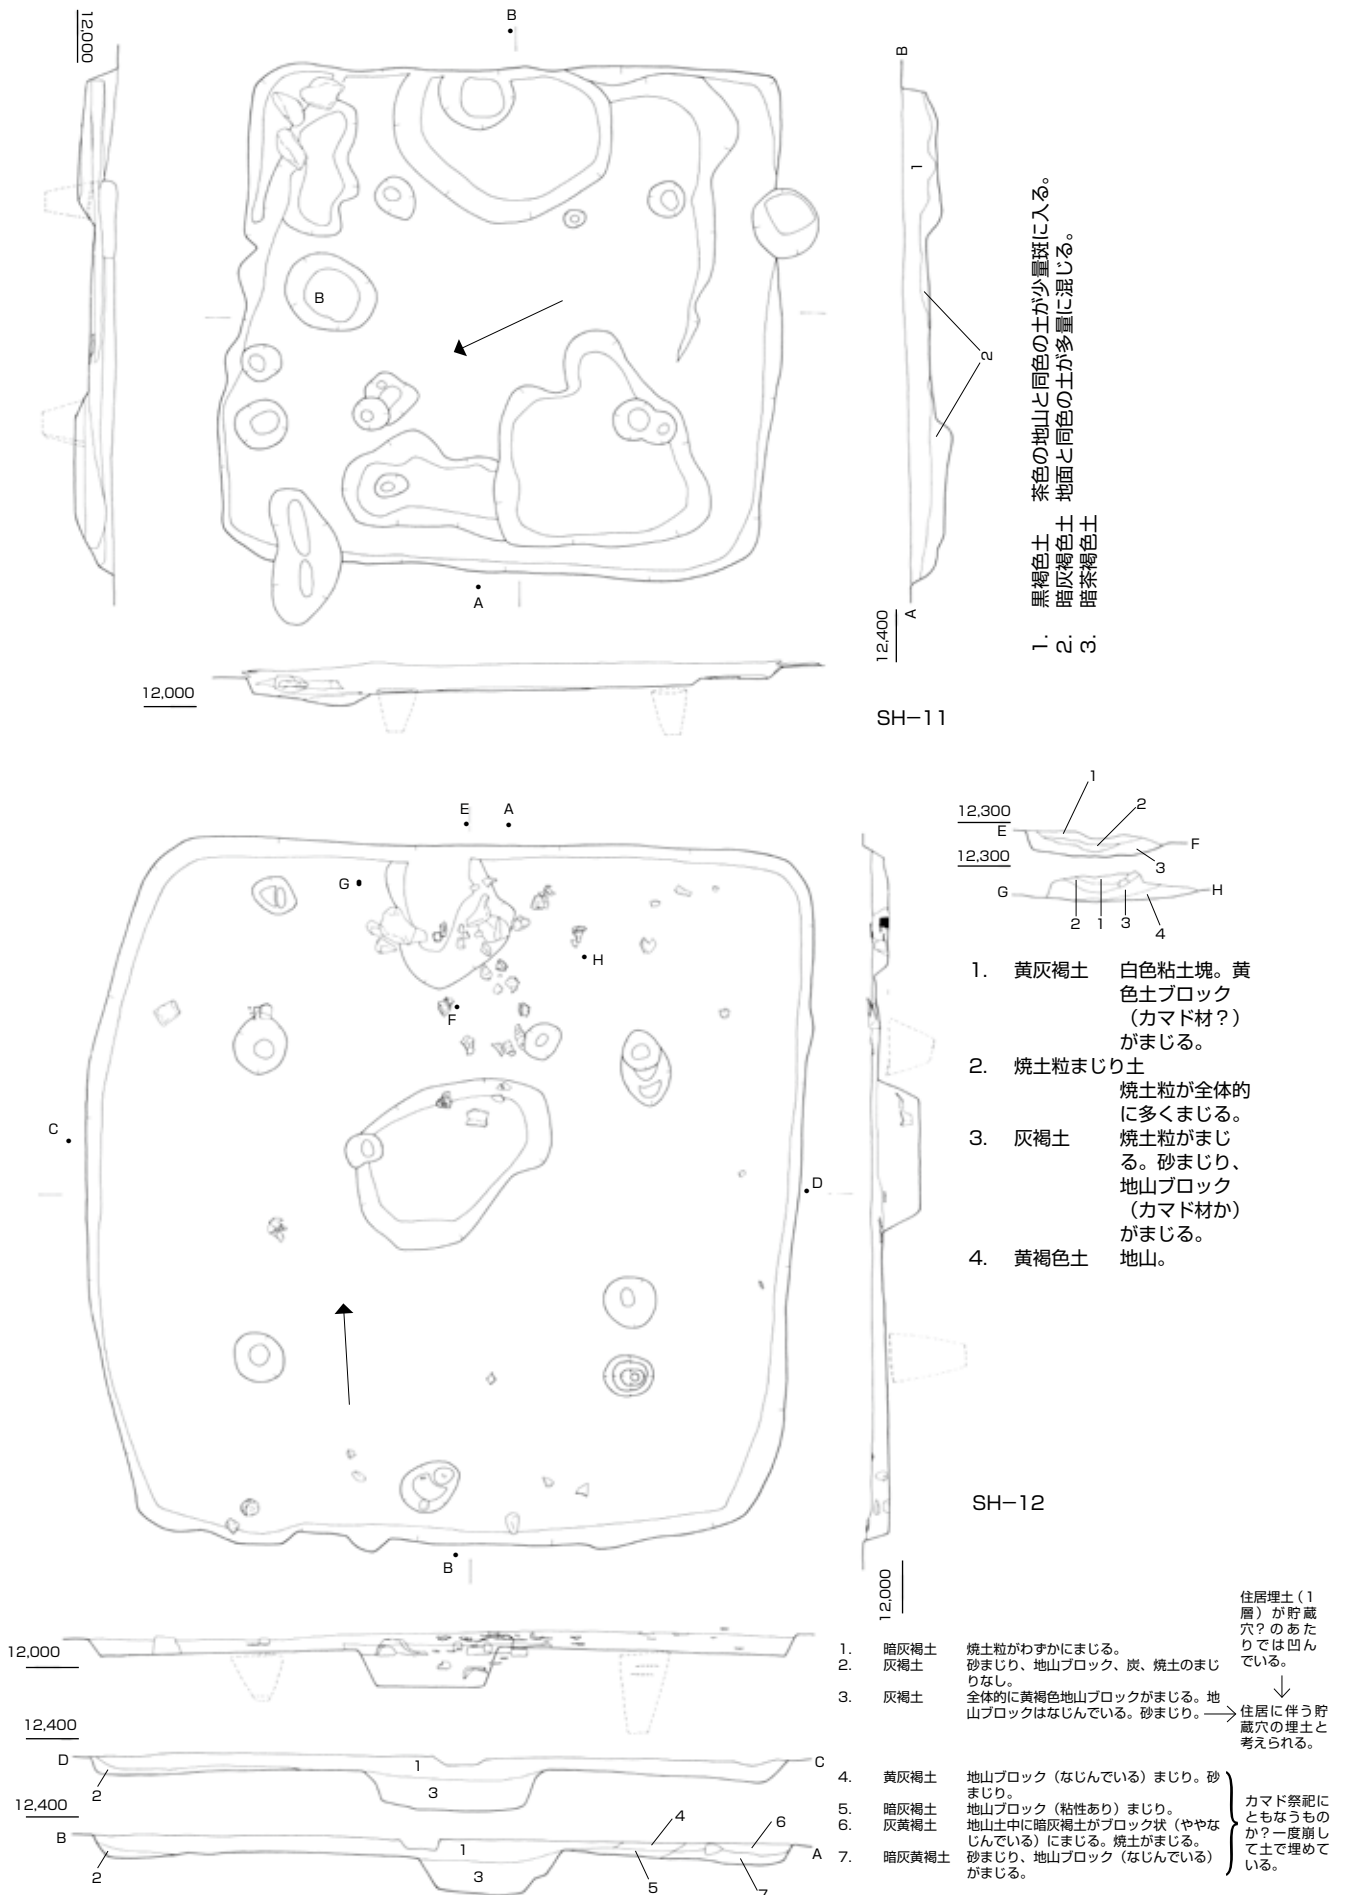 12,000
B
B
B
1
2
1. 黒褐色土 茶色の地山と同色の土が少量斑に入る。
2. 暗灰褐色土 地面と同色の土が多量に混じる。
3. 暗茶褐色土
A
A
12,400
12,000
SH−11
E
A
G
H
F
C
D
B
1
2
12,300
E
F
12,300
3
G
H
2
1
3
4
1. 黄灰褐土 白色粘土塊。黄
色土ブロック
（カマド材？）
がまじる。
2. 焼土粒まじり土
焼土粒が全体的
に多くまじる。
3. 灰褐土 焼土粒がまじ
る。砂まじり、
地山ブロック
（カマド材か）
がまじる。
4. 黄褐色土 地山。
SH−12
12,000
12,000
12,400
D
1
C
2
3
12,400
B
1
4
6
A
2
3
5
7
1. 暗灰褐土 焼土粒がわずかにまじる。
2. 灰褐土 砂まじり、地山ブロック、炭、焼土のまじ
りなし。
3. 灰褐土 全体的に黄褐色地山ブロックがまじる。地
山ブロックはなじんでいる。砂まじり。
住居埋土（1
層）が貯蔵
穴？のあた
りでは凹ん
でいる。
住居に伴う貯
蔵穴の埋土と
考えられる。
4. 黄灰褐土 地山ブロック（なじんでいる）まじり。砂
まじり。
5. 暗灰褐土 地山ブロック（粘性あり）まじり。
6. 灰黄褐土 地山土中に暗灰褐土がブロック状（ややな
じんでいる）にまじる。焼土がまじる。
7. 暗灰黄褐土 砂まじり、地山ブロック（なじんでいる）
がまじる。
カマド祭祀に
ともなうもの
か？一度崩し
て土で埋めて
いる。